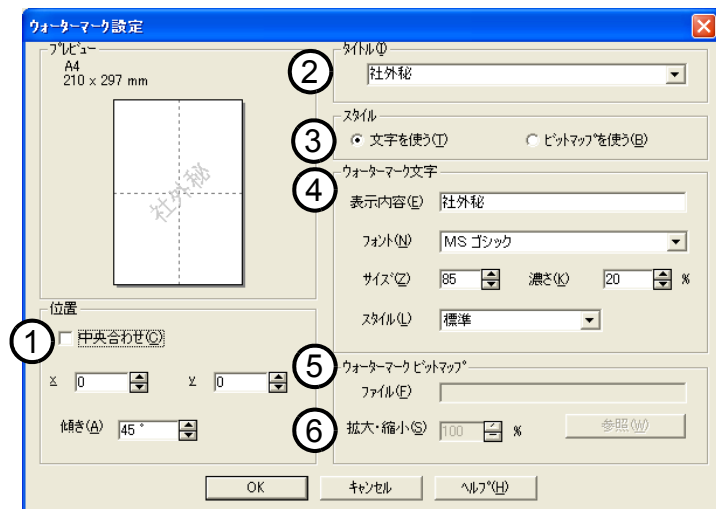 ウォーターマーク設定
プレビュー
A4
210 × 297 mm
社外秘
位置
①
中央合わせ(C)
X 0
Y 0
傾き(A) 45 °
②
タイトル(I)
社外秘
③
スタイル
文字を使う(T)
ビットマップを使う(B)
④
ウォーターマーク文字
表示内容(E) 社外秘
フォント(N) MS ゴシック
サイズ(Z) 85
濃さ(K) 20 %
スタイル(L) 標準
⑤
ウォーターマーク ビットマップ
ファイル(F)
⑥
拡大・縮小(S) 100 %
参照(W)
OK
キャンセル
ヘルプ(H)